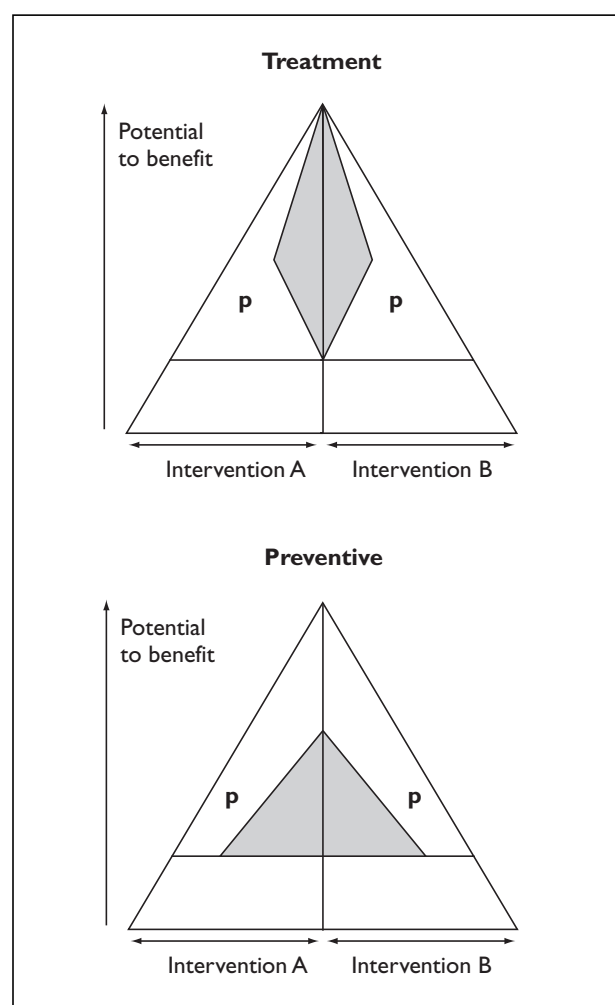 Treatment
Potential
to benefit
p
p
Intervention A
Intervention B
Preventive
Potential
to benefit
p
p
Intervention A
Intervention B